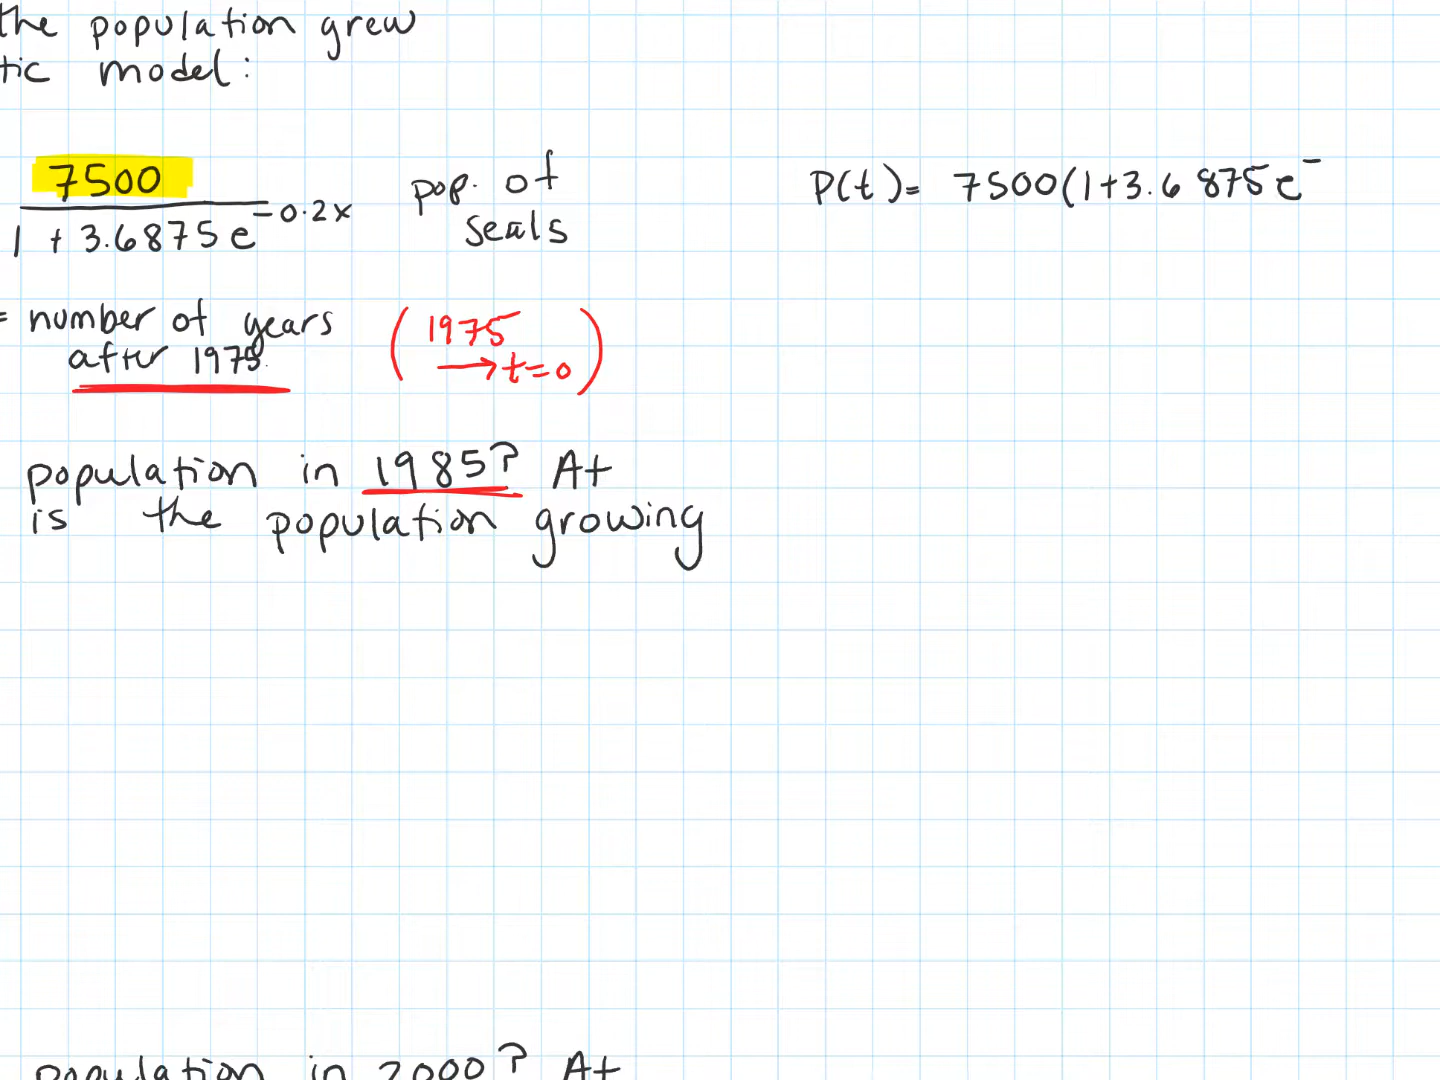 the population grew
tic model:
7500
1 + 3.6875e^-0.2x
pop. of
seals
P(t) = 7500(1+3.6875e^-
= number of years
after 1975.
(1975
→ t=0)
population in 1985? At
is the population growing
population in 2000? At